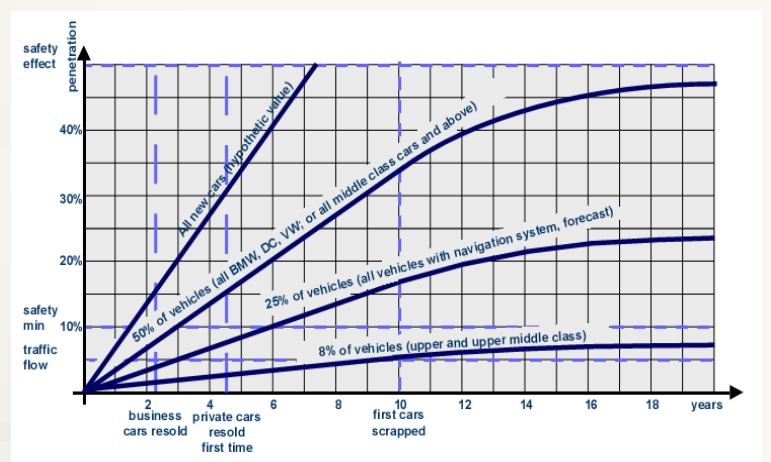 safety
effect
penetration
40%
30%
20%
safety
min
10%
traffic
flow
All new cars (hypothetic value)
50% of vehicles (all BMW, DC, VW; or all middle class cars and above)
25% of vehicles (all vehicles with navigation system, forecast)
8% of vehicles (upper and upper middle class)
2 4 6 8 10 12 14 16 18 years
business
cars resold
private cars
resold
first time
first cars
scrapped